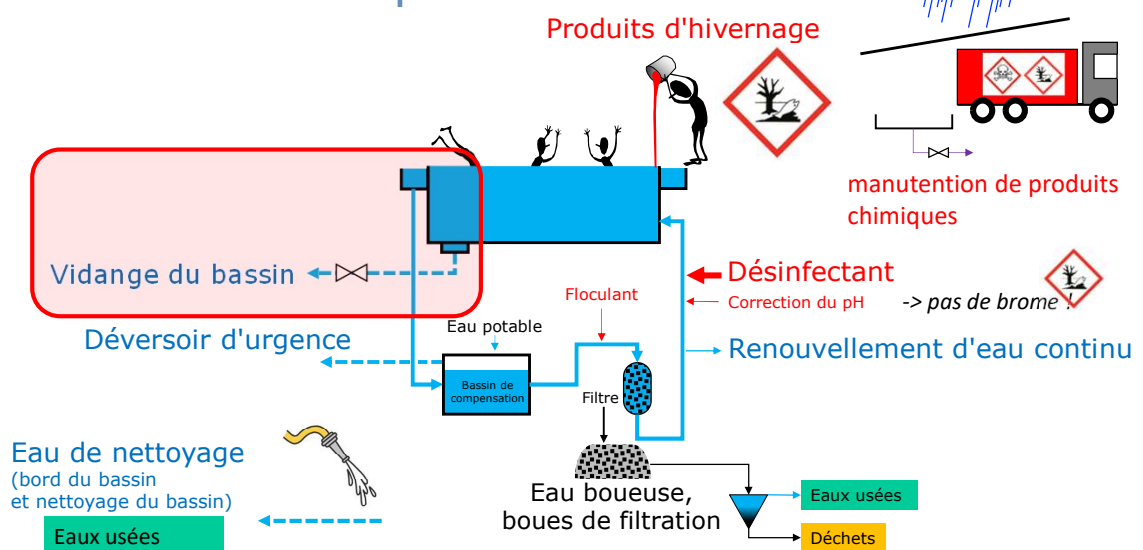 Produits d'hivernage
manutention de produits
chimiques
Vidange du bassin
Désinfectant
Floculant
Correction du pH
-> pas de brome !
Eau potable
Déversoir d'urgence
Renouvellement d'eau continu
Bassin de
compensation
Filtre
Eau de nettoyage
(bord du bassin
et nettoyage du bassin)
Eaux usées
Eau boueuse,
boues de filtration
Eaux usées
Déchets